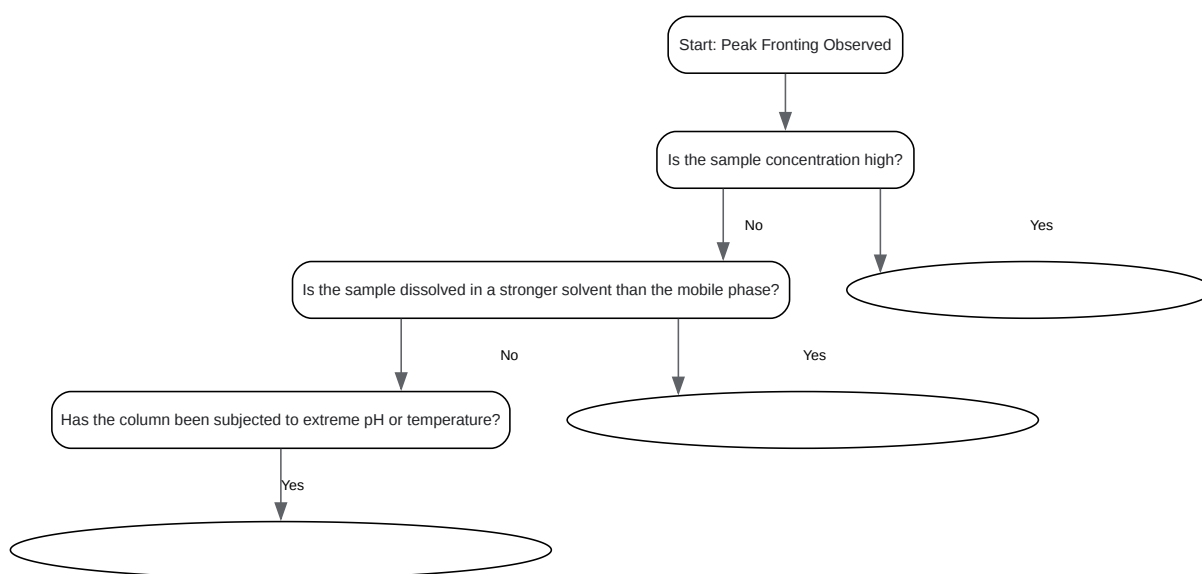 Start: Peak Fronting Observed
Is the sample concentration high?
No
Yes
Is the sample dissolved in a stronger solvent than the mobile phase?
No
Yes
Has the column been subjected to extreme pH or temperature?
Yes